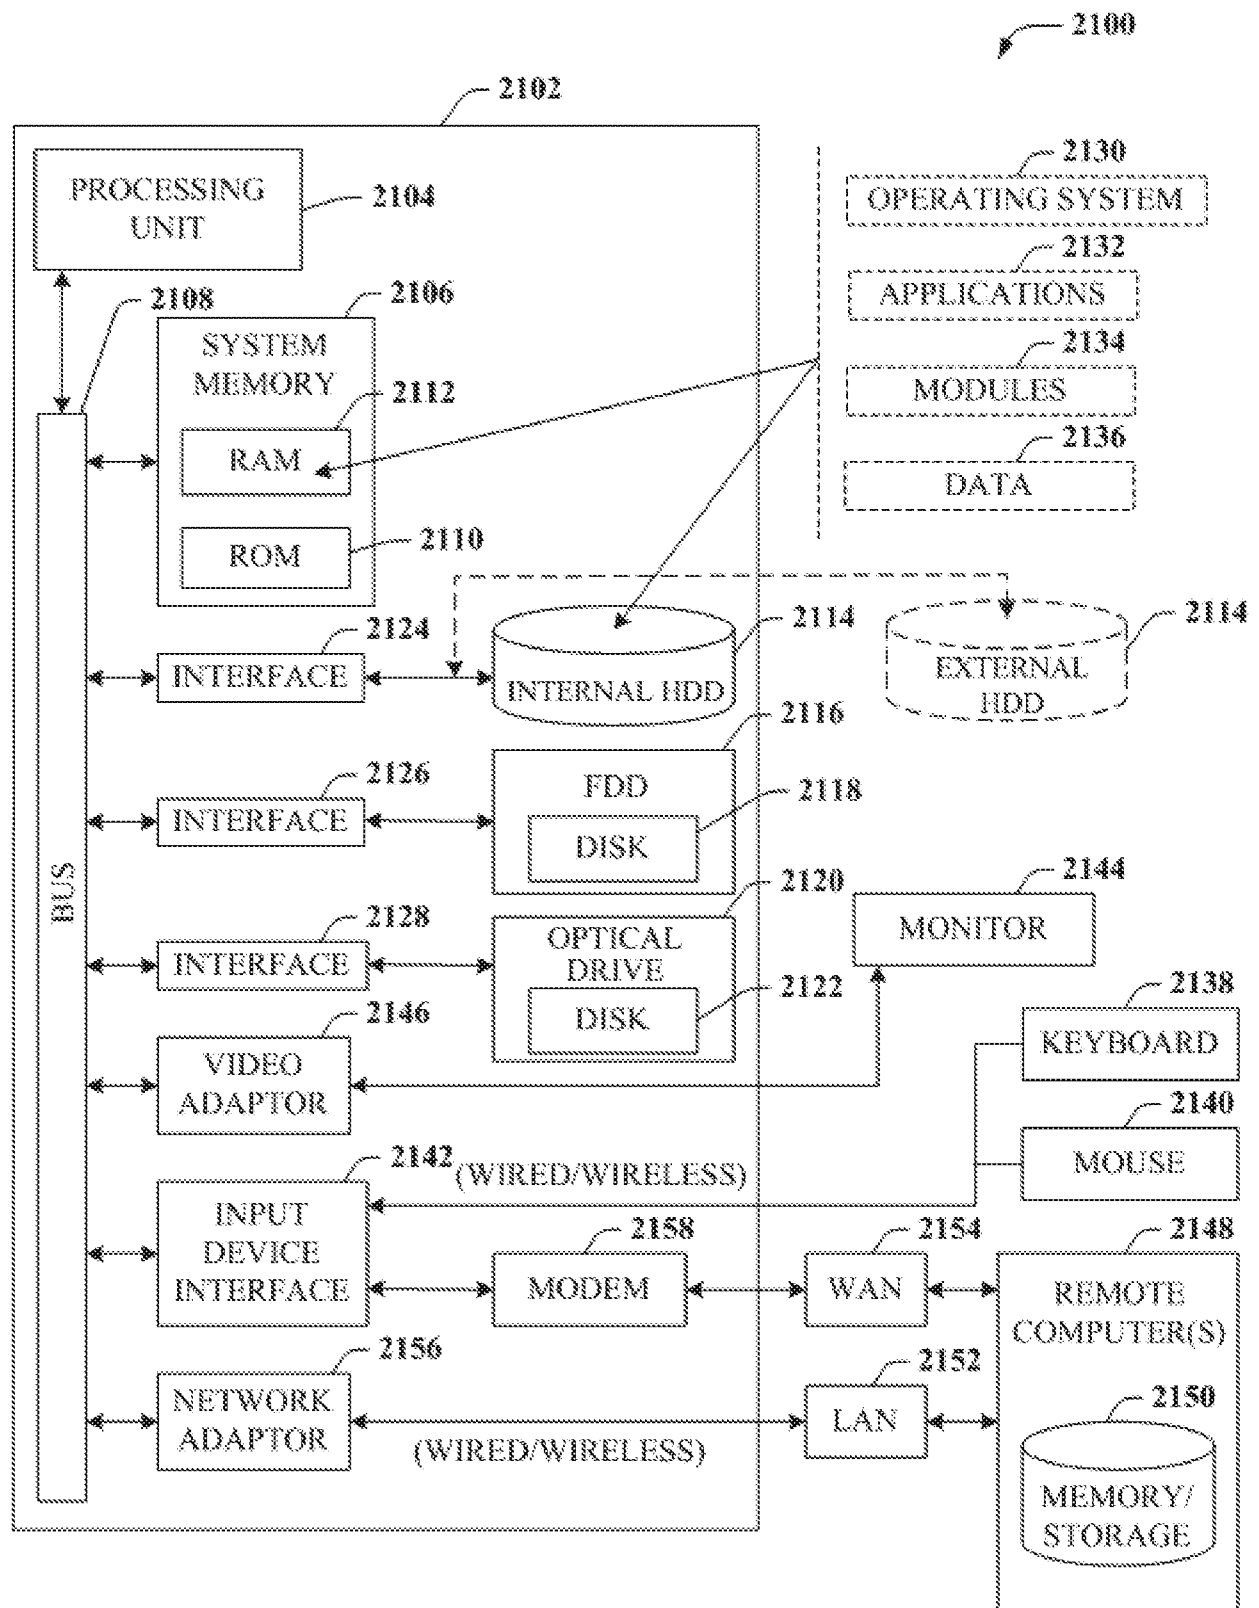 2100
2102
PROCESSING
UNIT
2104
2130
OPERATING SYSTEM
2132
APPLICATIONS
2134
MODULES
2136
DATA
2108
2106
SYSTEM
MEMORY
2112
RAM
ROM
2110
2124
INTERFACE
2114
INTERNAL HDD
2114
EXTERNAL
HDD
2116
2126
INTERFACE
FDD
2118
DISK
BUS
2120
2128
INTERFACE
OPTICAL
DRIVE
2122
DISK
2144
MONITOR
2146
VIDEO
ADAPTOR
2138
KEYBOARD
2140
MOUSE
2142
(WIRED/WIRELESS)
INPUT
DEVICE
INTERFACE
2158
MODEM
2154
WAN
2148
REMOTE
COMPUTER(S)
2156
NETWORK
ADAPTOR
(WIRED/WIRELESS)
2152
LAN
2150
MEMORY/
STORAGE